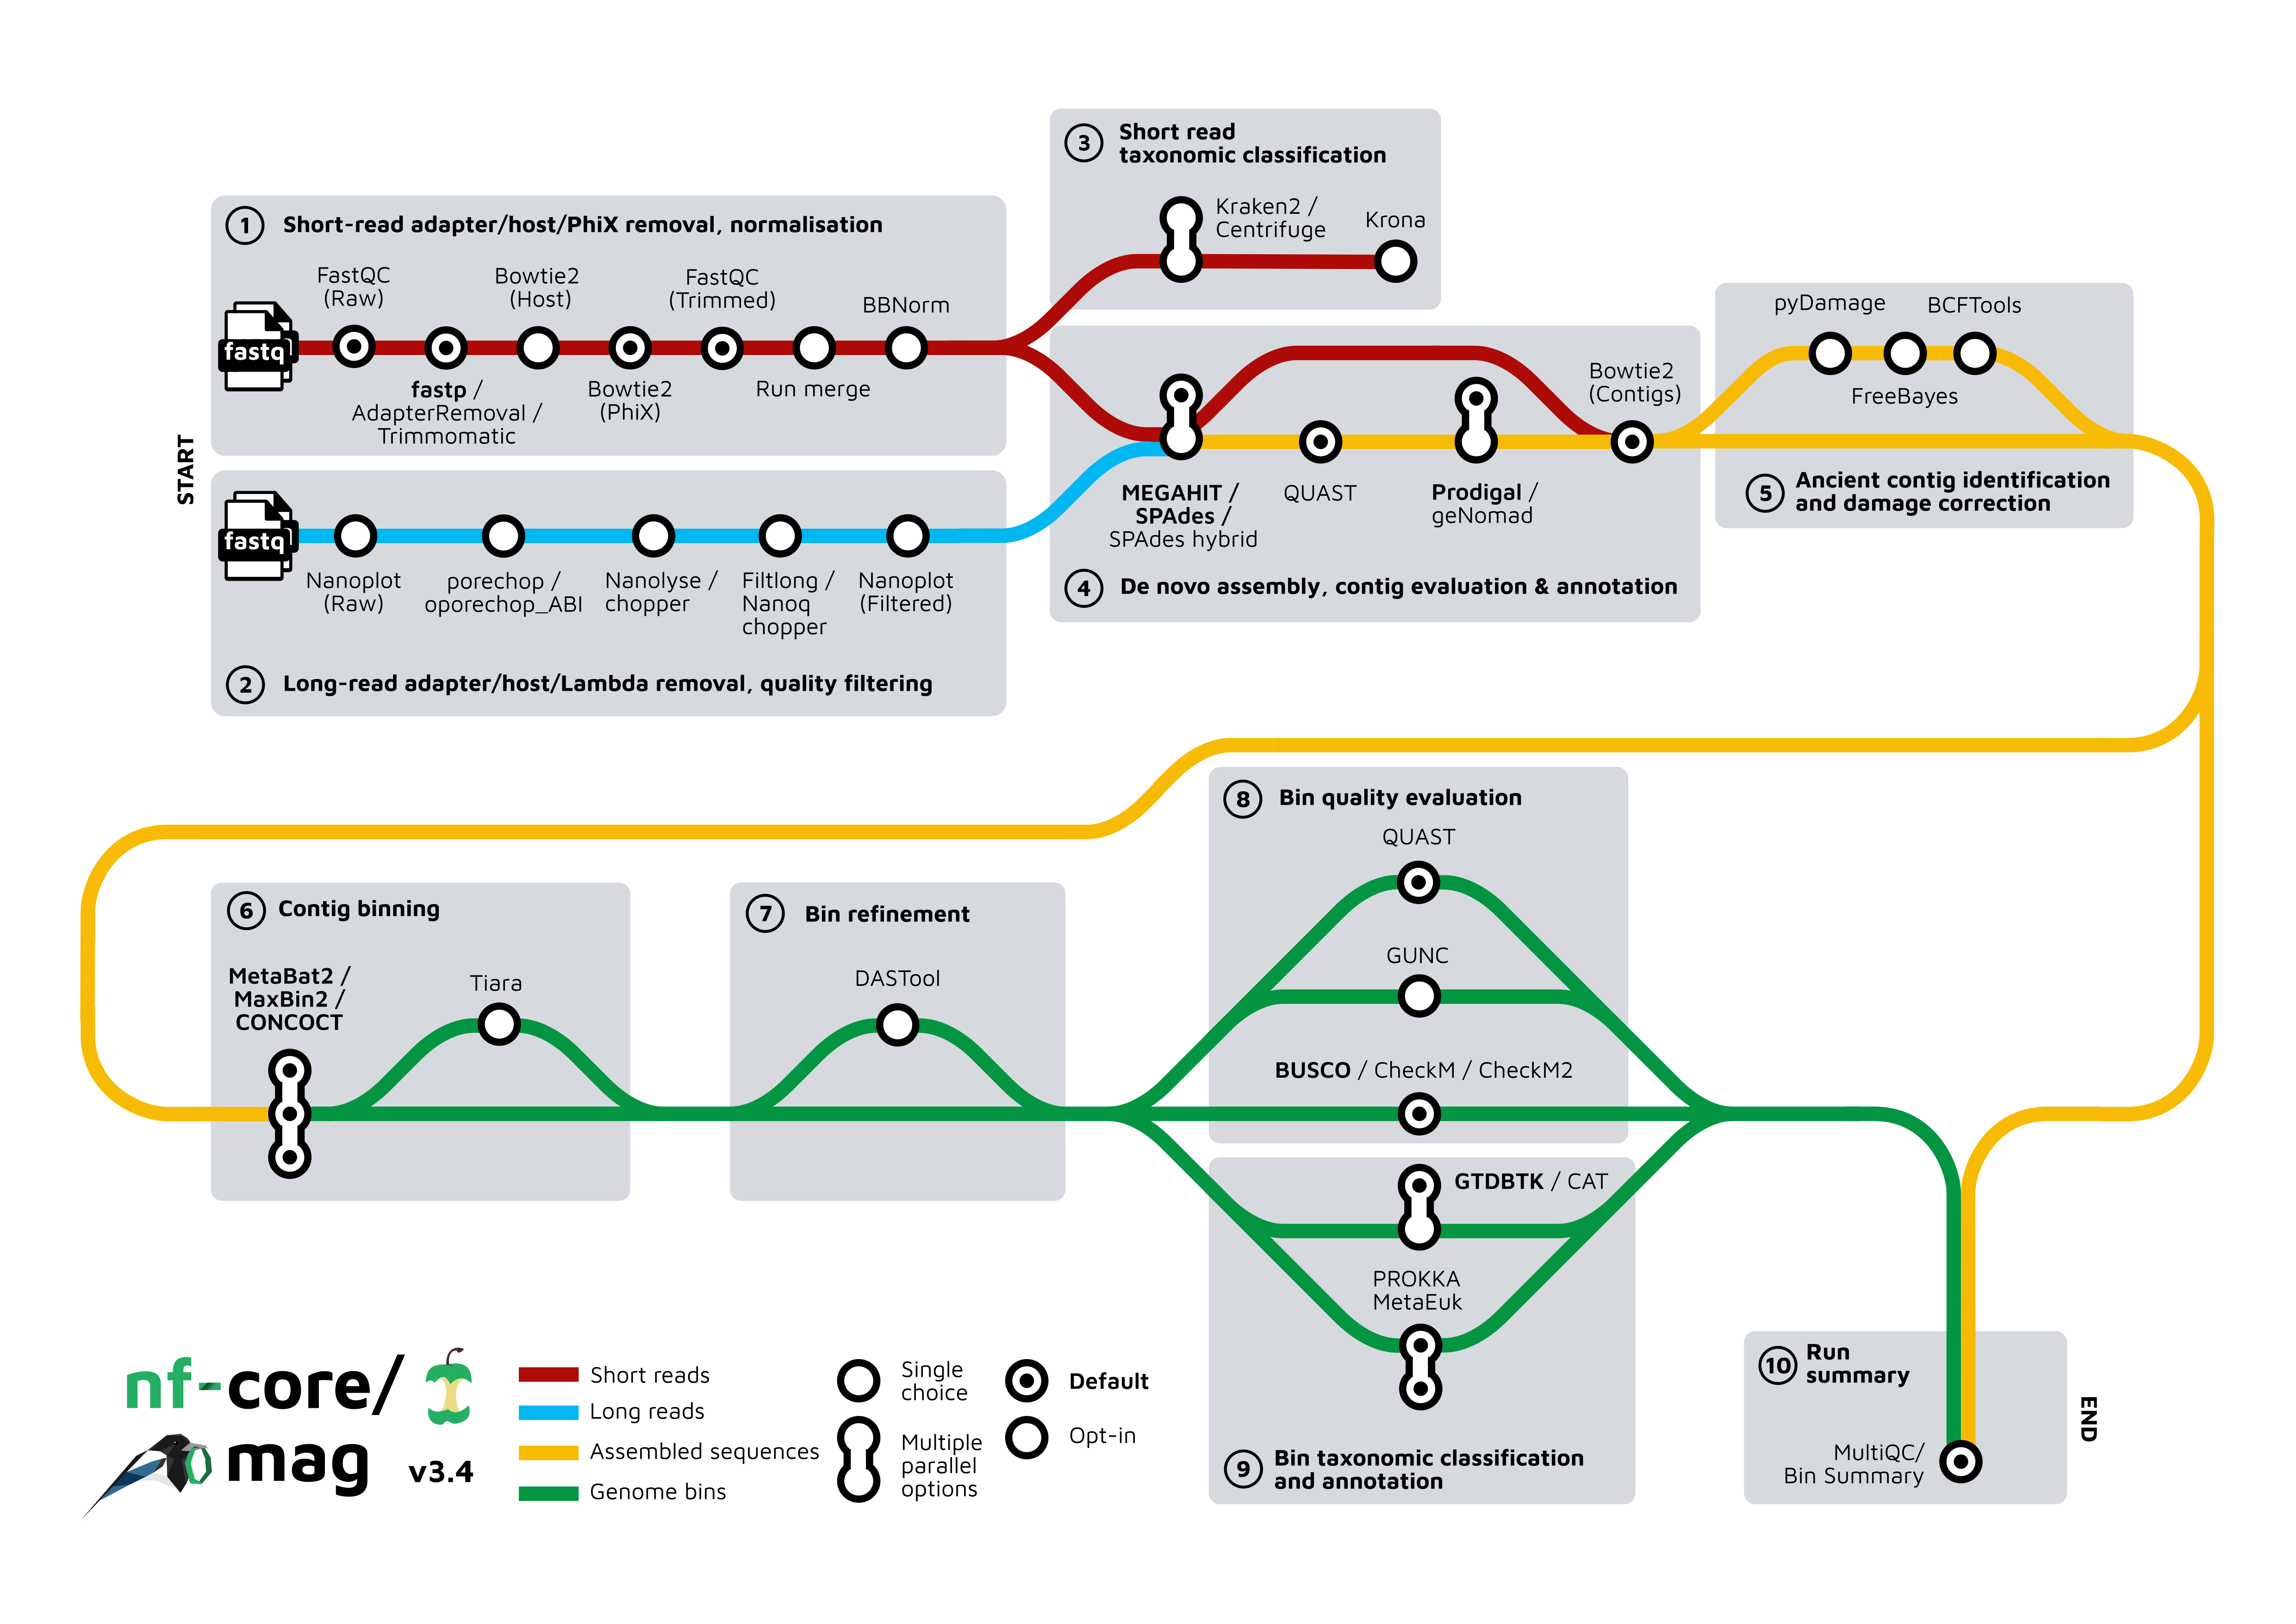 START
1
Short-read adapter/host/PhiX removal, normalisation
fastq
FastQC
(Raw)
fastp /
AdapterRemoval /
Trimmomatic
Bowtie2
(Host)
Bowtie2
(PhiX)
FastQC
(Trimmed)
Run merge
BBNorm
fastq
Nanoplot
(Raw)
porechop /
oporechop_ABI
Nanolyse /
chopper
Filtlong /
Nanoq
chopper
Nanoplot
(Filtered)
2
Long-read adapter/host/Lambda removal, quality filtering
3
Short read
taxonomic classification
Kraken2 /
Centrifuge
Krona
MEGAHIT /
SPAdes /
SPAdes hybrid
QUAST
Prodigal /
geNomad
Bowtie2
(Contigs)
4
De novo assembly, contig evaluation & annotation
pyDamage
FreeBayes
BCFTools
5
Ancient contig identification
and damage correction
6
Contig binning
MetaBat2 /
MaxBin2 /
CONCOCT
Tiara
7
Bin refinement
DASTool
8
Bin quality evaluation
QUAST
GUNC
BUSCO / CheckM / CheckM2
GTDBTK / CAT
PROKKA
MetaEuk
9
Bin taxonomic classification
and annotation
10
Run
summary
MultiQC/
Bin Summary
END
nf-core/
mag
v3.4
Short reads
Long reads
Assembled sequences
Genome bins
Single
choice
Multiple
parallel
options
Default
Opt-in